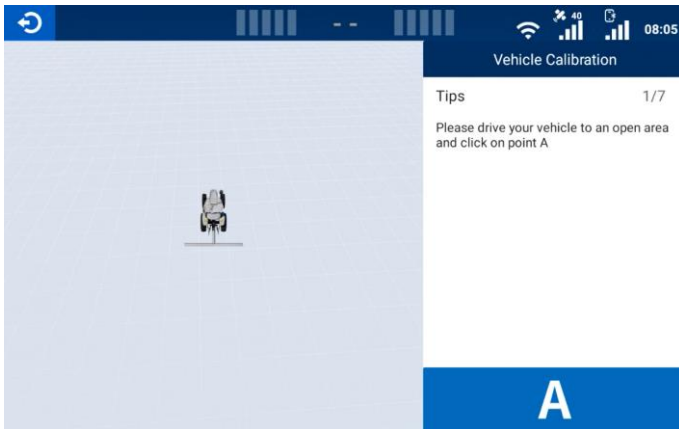 - -
40
08:05
Vehicle Calibration
Tips 1/7
Please drive your vehicle to an open area
and click on point A
A